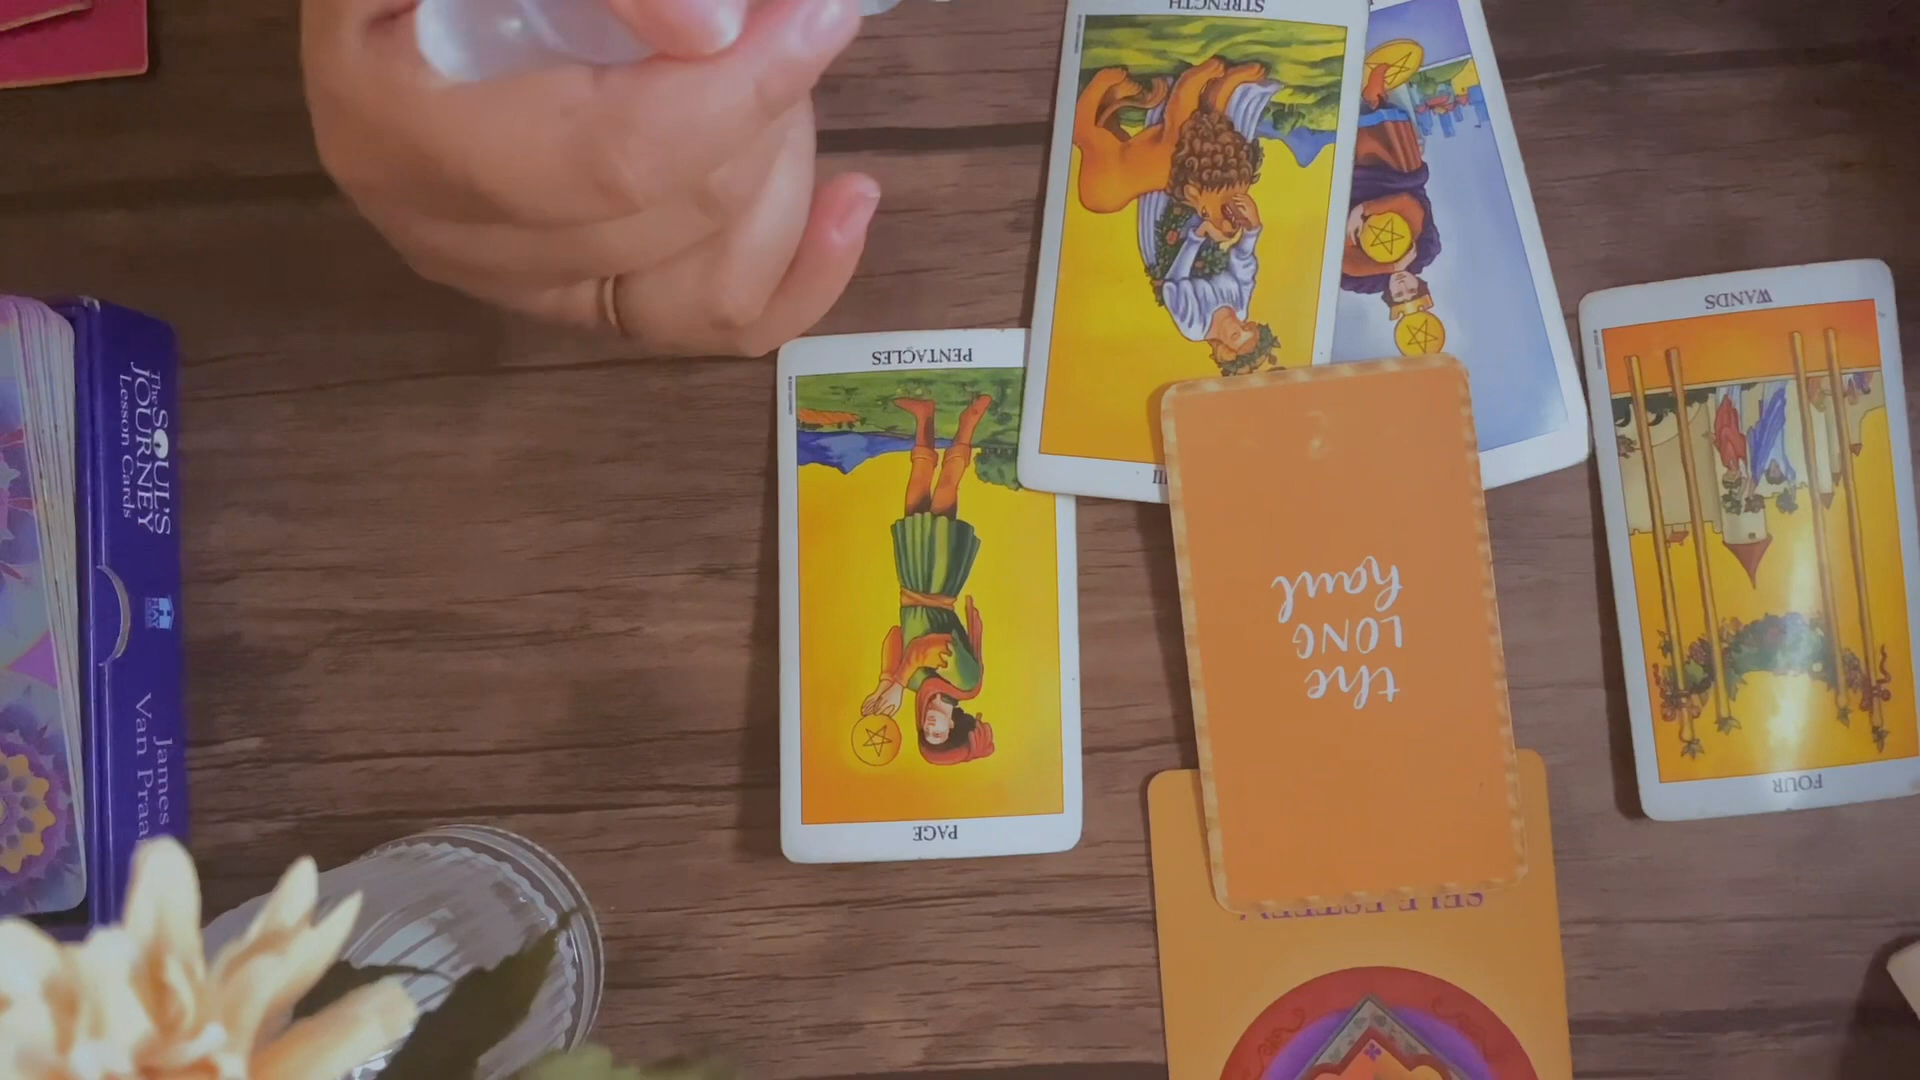 The SOUL'S
JOURNEY
Lesson Cards
James
Van Praa
STRENGTH
PENTACLES
PAGE
WANDS
FOUR
the
LONG
haul
SELF ESTEEM